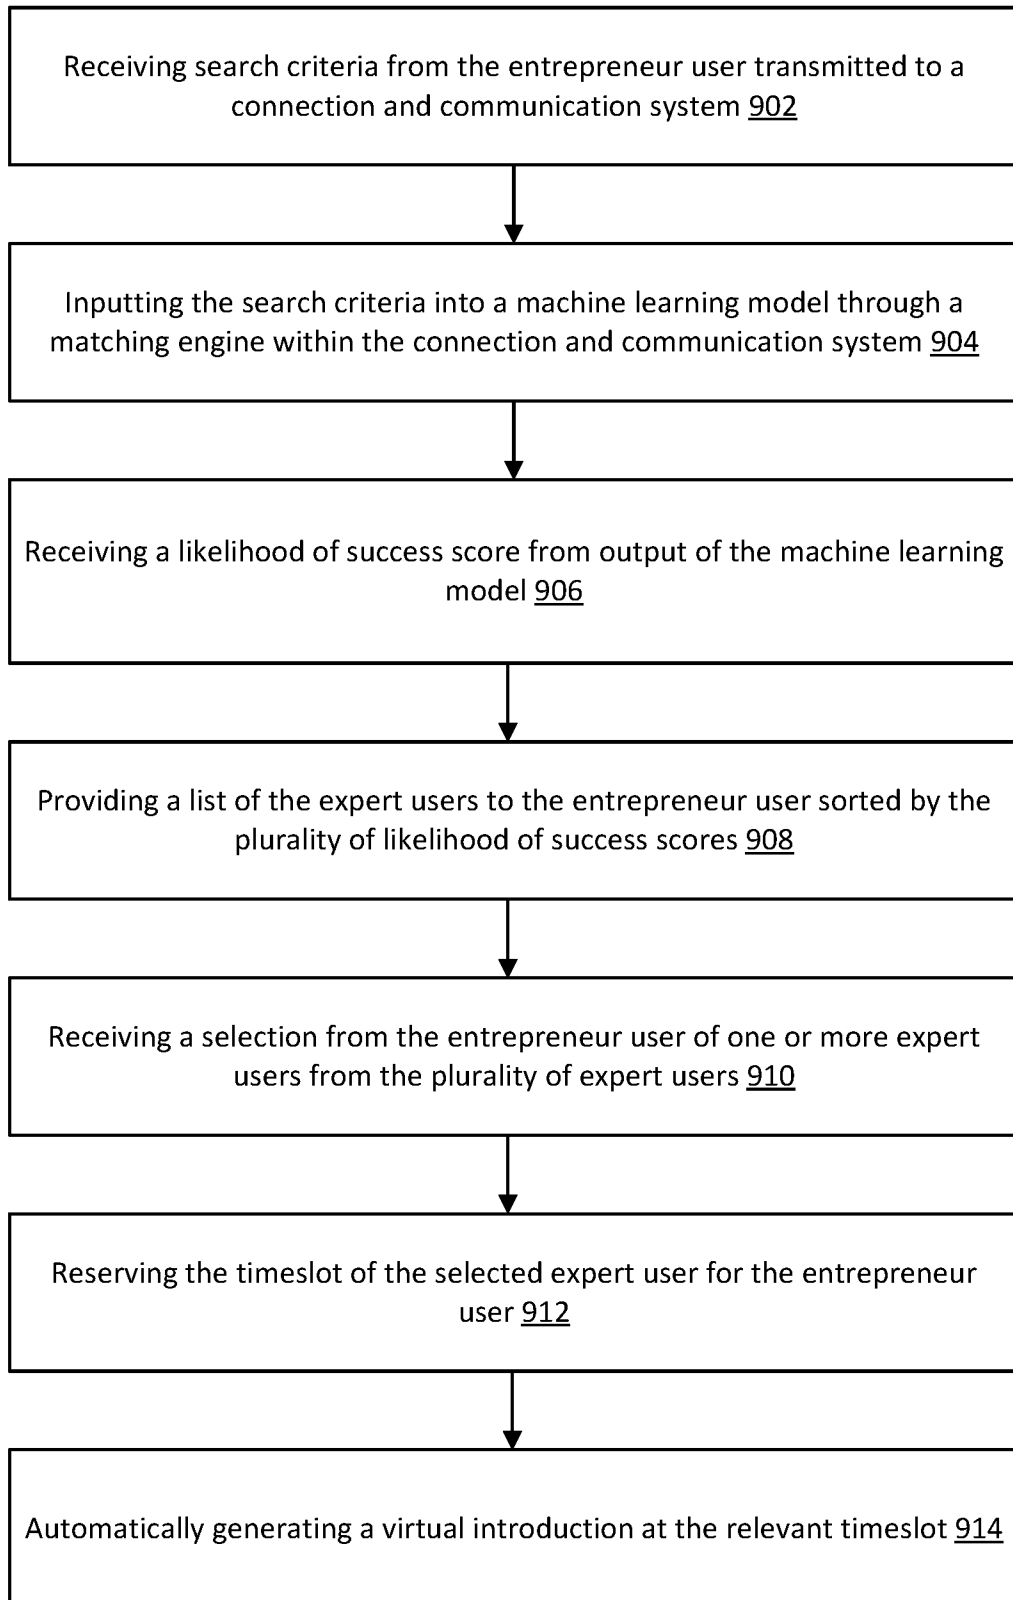 Receiving search criteria from the entrepreneur user transmitted to a
connection and communication system 902
Inputting the search criteria into a machine learning model through a
matching engine within the connection and communication system 904
Receiving a likelihood of success score from output of the machine learning
model 906
Providing a list of the expert users to the entrepreneur user sorted by the
plurality of likelihood of success scores 908
Receiving a selection from the entrepreneur user of one or more expert
users from the plurality of expert users 910
Reserving the timeslot of the selected expert user for the entrepreneur
user 912
Automatically generating a virtual introduction at the relevant timeslot 914